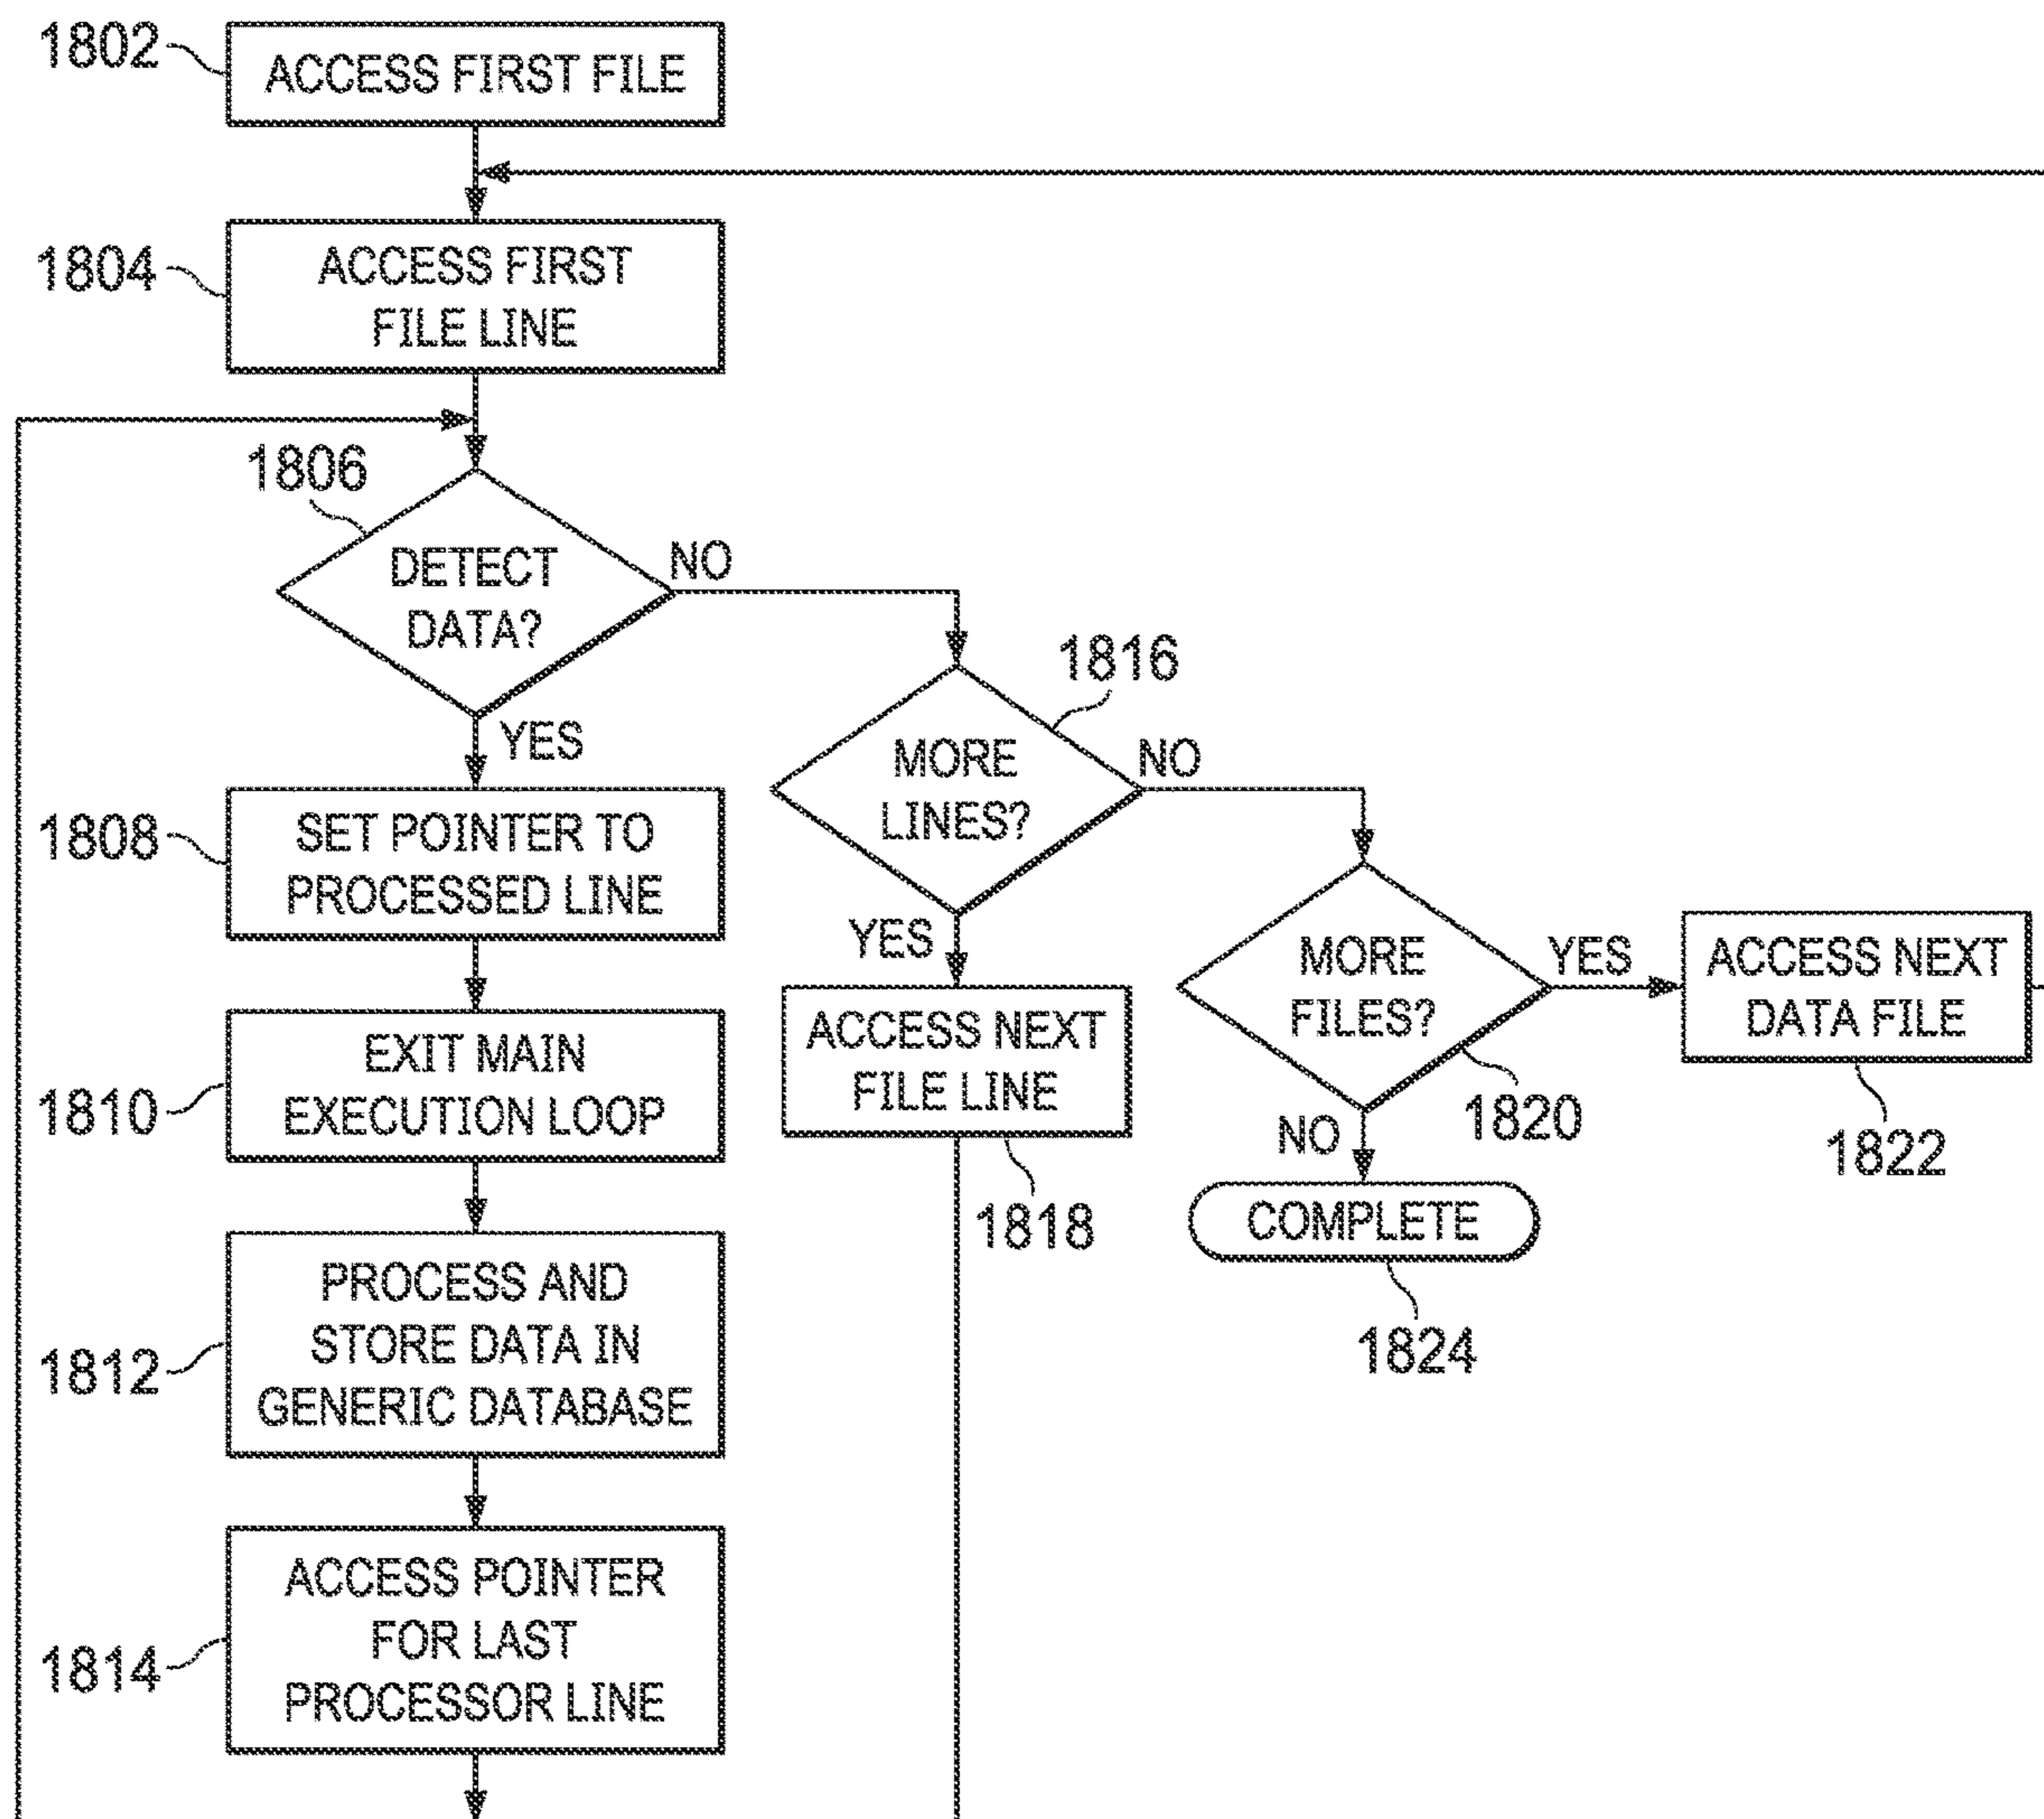 1802
ACCESS FIRST FILE
1804
ACCESS FIRST
FILE LINE
1806
DETECT
DATA?
NO
YES
1816
MORE
LINES?
NO
YES
1808
SET POINTER TO
PROCESSED LINE
1810
EXIT MAIN
EXECUTION LOOP
ACCESS NEXT
FILE LINE
1818
MORE
FILES?
YES
NO
1820
ACCESS NEXT
DATA FILE
1822
COMPLETE
1824
1812
PROCESS AND
STORE DATA IN
GENERIC DATABASE
1814
ACCESS POINTER
FOR LAST
PROCESSOR LINE